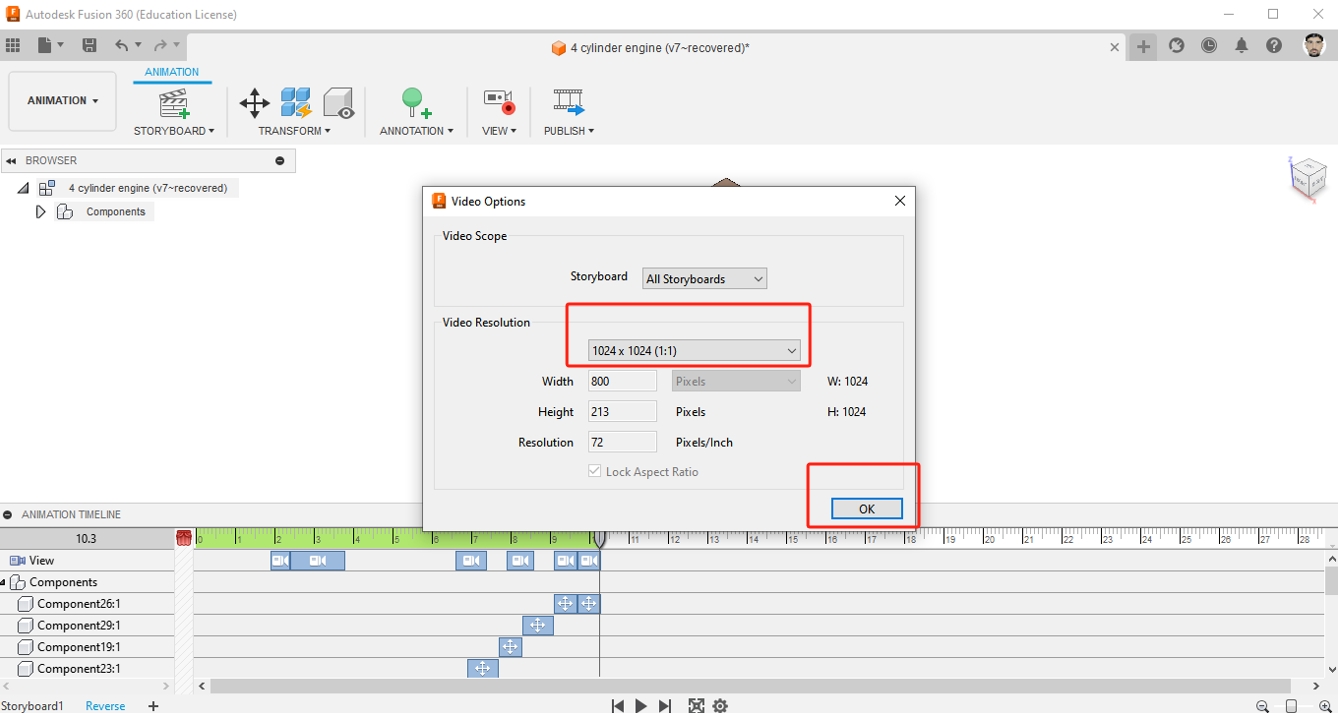 Autodesk Fusion 360 (Education License)
4 cylinder engine (v7~recovered)*
ANIMATION
ANIMATION
STORYBOARD
TRANSFORM
ANNOTATION
VIEW
PUBLISH
BROWSER
4 cylinder engine (v7~recovered)
Components
Video Options
Video Scope
Storyboard All Storyboards
Video Resolution
1024 x 1024 (1:1)
Width 800 Pixels W: 1024
Height 213 Pixels H: 1024
Resolution 72 Pixels/Inch
Lock Aspect Ratio
OK
ANIMATION TIMELINE
10.3 0 1 2 3 4 5 6 7 8 9 11 12 13 14 15 16 17 18 19 20 21 22 23 24 25 26 27 28
View
Components
Component26:1
Component29:1
Component19:1
Component23:1
Storyboard1 Reverse +